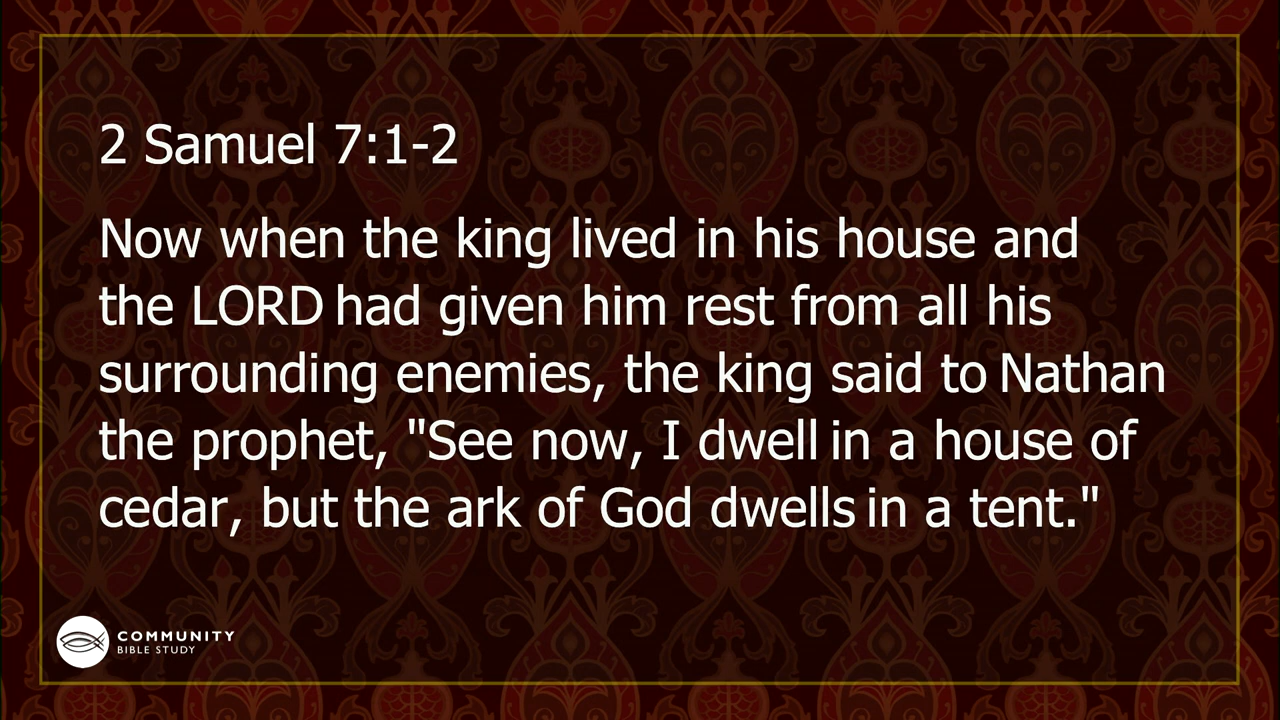 2 Samuel 7:1-2
Now when the king lived in his house and
the LORD had given him rest from all his
surrounding enemies, the king said to Nathan
the prophet, "See now, I dwell in a house of
cedar, but the ark of God dwells in a tent."
COMMUNITY
BIBLE STUDY